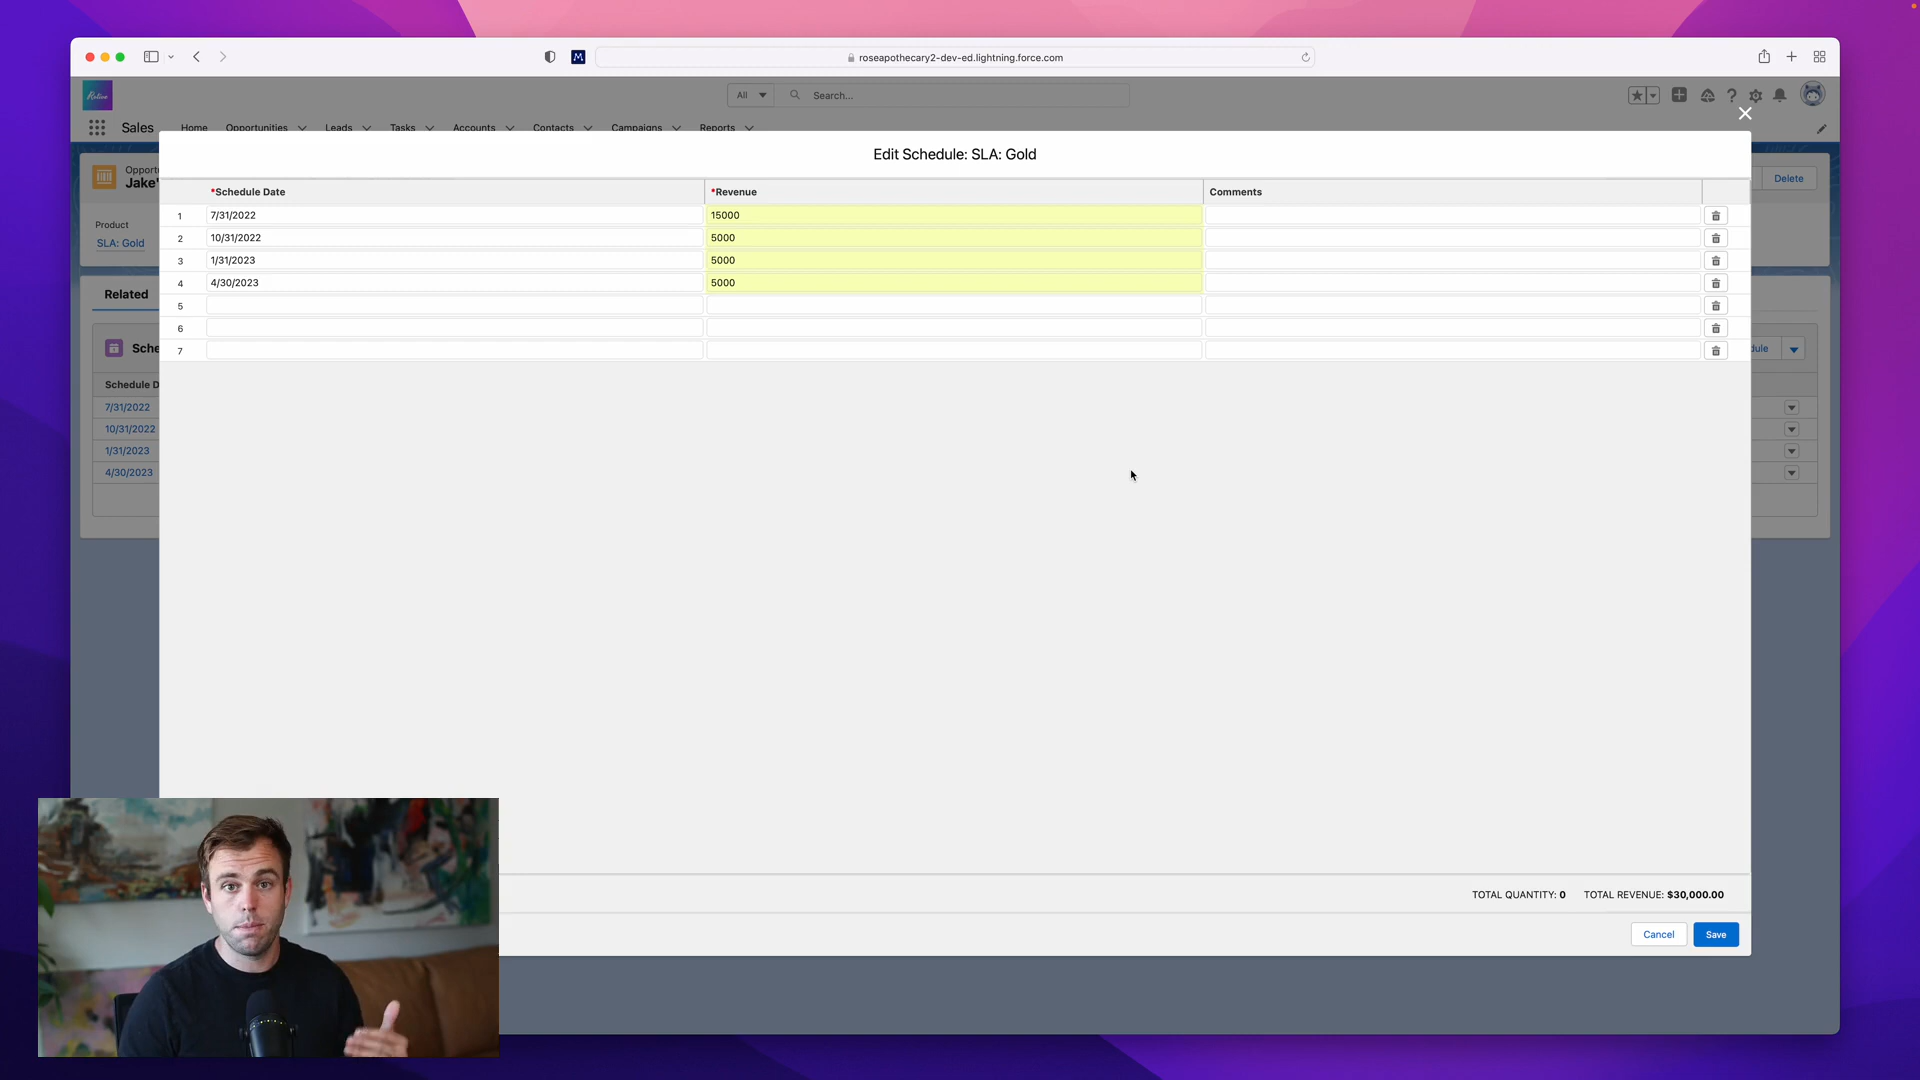 roseapothecary2-dev-ed.lightning.force.com
M
Relive
All
Search...
Sales
Home
Opportunities
Leads
Tasks
Accounts
Contacts
Campaigns
Reports
Edit Schedule: SLA: Gold
Jake'
Delete
Product
SLA: Gold
*Schedule Date *Revenue Comments
1 7/31/2022 15000
2 10/31/2022 5000
3 1/31/2023 5000
4 4/30/2023 5000
5
6
7
Related
Schedule D
7/31/2022
10/31/2022
1/31/2023
4/30/2023
TOTAL QUANTITY: 0 TOTAL REVENUE: $30,000.00
Cancel
Save